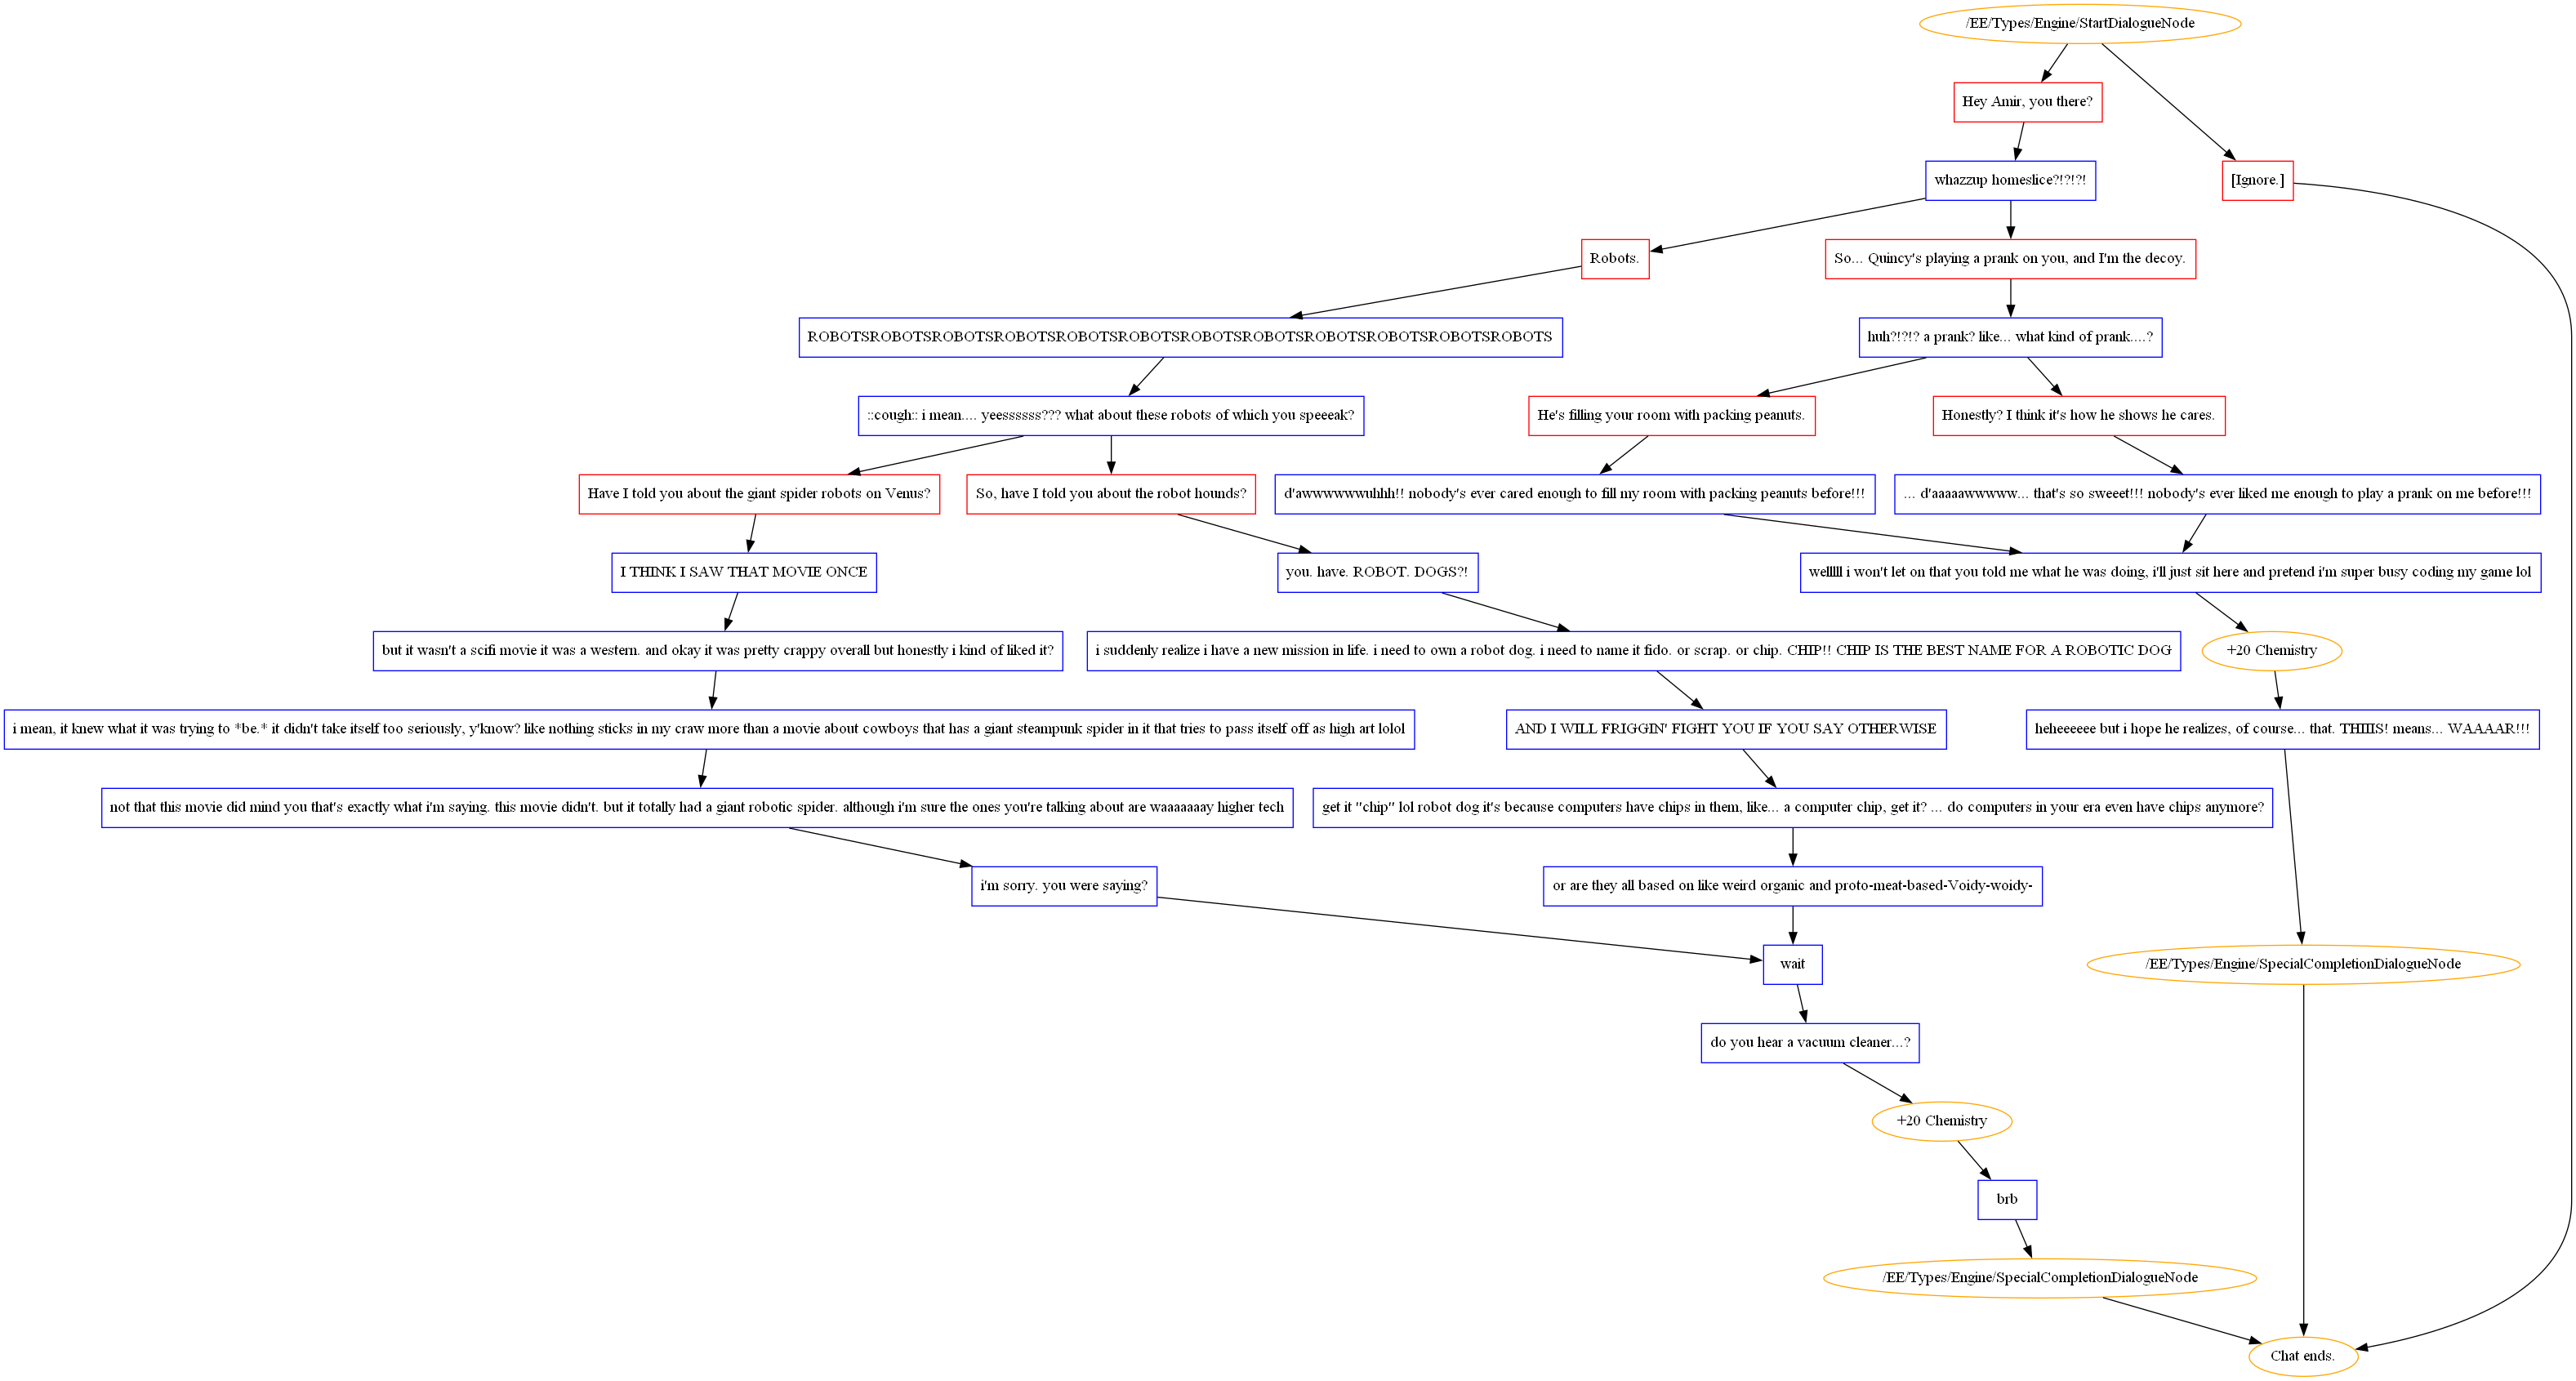 /EE/Types/Engine/StartDialogueNode
Hey Amir, you there?
whazzup homeslice?!?!?!
[Ignore.]
Robots.
So... Quincy's playing a prank on you, and I'm the decoy.
ROBOTSROBOTSROBOTSROBOTSROBOTSROBOTSROBOTSROBOTSROBOTSROBOTSROBOTSROBOTS
huh?!?!? a prank? like... what kind of prank....?
::cough:: i mean.... yeessssss??? what about these robots of which you speeeak?
He's filling your room with packing peanuts.
Honestly? I think it's how he shows he cares.
Have I told you about the giant spider robots on Venus?
So, have I told you about the robot hounds?
d'awwwwwwuhhh!! nobody's ever cared enough to fill my room with packing peanuts before!!!
... d'aaaaawwwww... that's so sweeet!!! nobody's ever liked me enough to play a prank on me before!!!
I THINK I SAW THAT MOVIE ONCE
you. have. ROBOT. DOGS?!
welllll i won't let on that you told me what he was doing, i'll just sit here and pretend i'm super busy coding my game lol
but it wasn't a scifi movie it was a western. and okay it was pretty crappy overall but honestly i kind of liked it?
i suddenly realize i have a new mission in life. i need to own a robot dog. i need to name it fido. or scrap. or chip. CHIP!! CHIP IS THE BEST NAME FOR A ROBOTIC DOG
+20 Chemistry
i mean, it knew what it was trying to *be.* it didn't take itself too seriously, y'know? like nothing sticks in my craw more than a movie about cowboys that has a giant steampunk spider in it that tries to pass itself off as high art lolol
AND I WILL FRIGGIN' FIGHT YOU IF YOU SAY OTHERWISE
heheeeeee but i hope he realizes, of course... that. THIIIS! means... WAAAAR!!!
not that this movie did mind you that's exactly what i'm saying. this movie didn't. but it totally had a giant robotic spider. although i'm sure the ones you're talking about are waaaaaaay higher tech
get it "chip" lol robot dog it's because computers have chips in them, like... a computer chip, get it? ... do computers in your era even have chips anymore?
i'm sorry. you were saying?
or are they all based on like weird organic and proto-meat-based-Voidy-woidy-
wait
/EE/Types/Engine/SpecialCompletionDialogueNode
do you hear a vacuum cleaner...?
+20 Chemistry
brb
/EE/Types/Engine/SpecialCompletionDialogueNode
Chat ends.